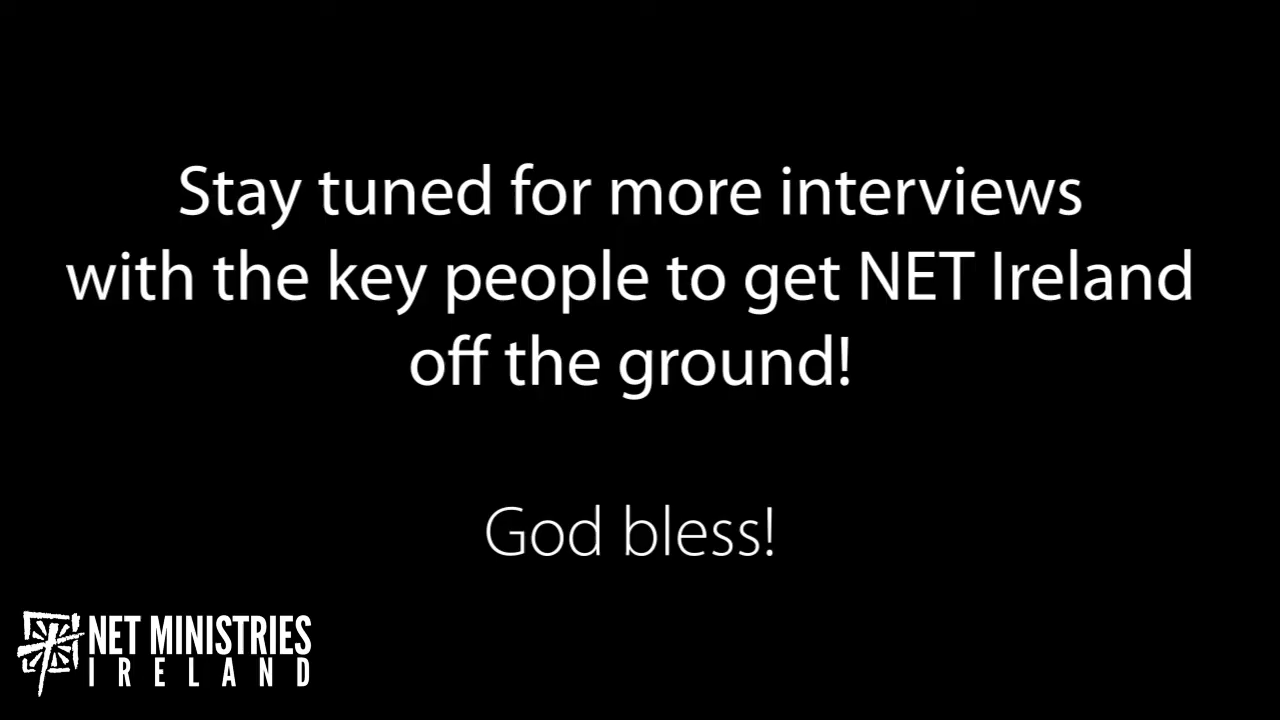 Stay tuned for more interviews
with the key people to get NET Ireland
off the ground!
God bless!
NET MINISTRIES
IRELAND